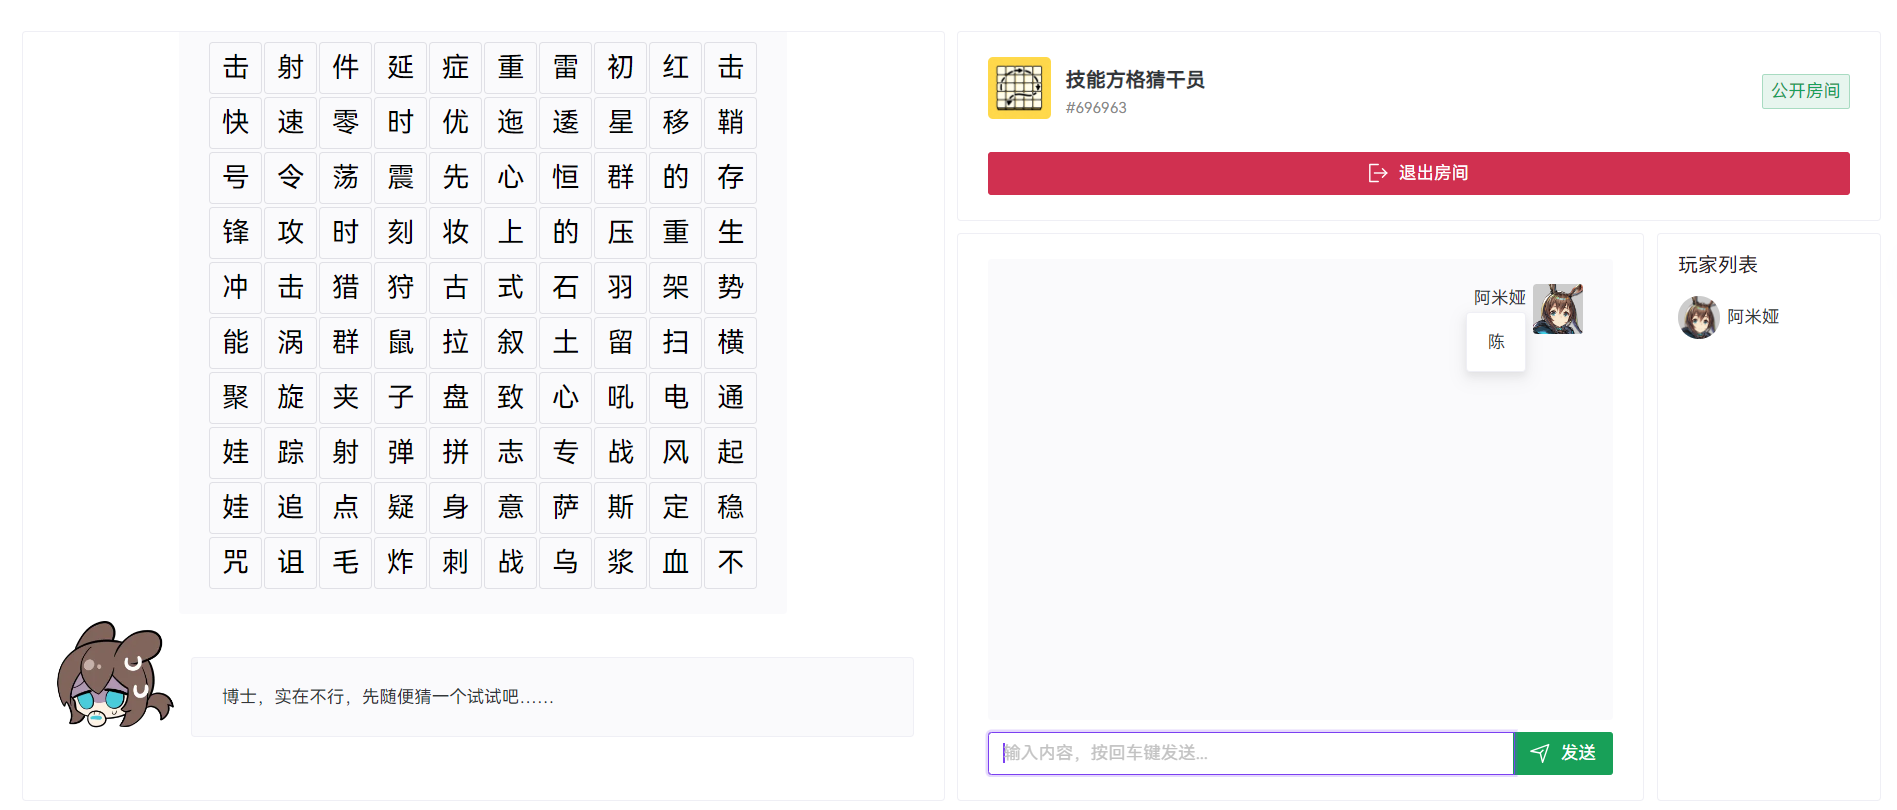 击 射 件 延 症 重 雷 初 红 击
快 速 零 时 优 迤 逶 星 移 鞘
号 令 荡 震 先 心 恒 群 的 存
锋 攻 时 刻 妆 上 的 压 重 生
冲 击 猎 狩 古 式 石 羽 架 势
能 涡 群 鼠 拉 叙 土 留 扫 横
聚 旋 夹 子 盘 致 心 吼 电 通
娃 踪 射 弹 拼 志 专 战 风 起
娃 追 点 疑 身 意 萨 斯 定 稳
咒 诅 毛 炸 刺 战 乌 浆 血 不
博士，实在不行，先随便猜一个试试吧……
技能方格猜干员
#696963
公开房间
退出房间
阿米娅
陈
输入内容，按回车键发送...
发送
玩家列表
阿米娅